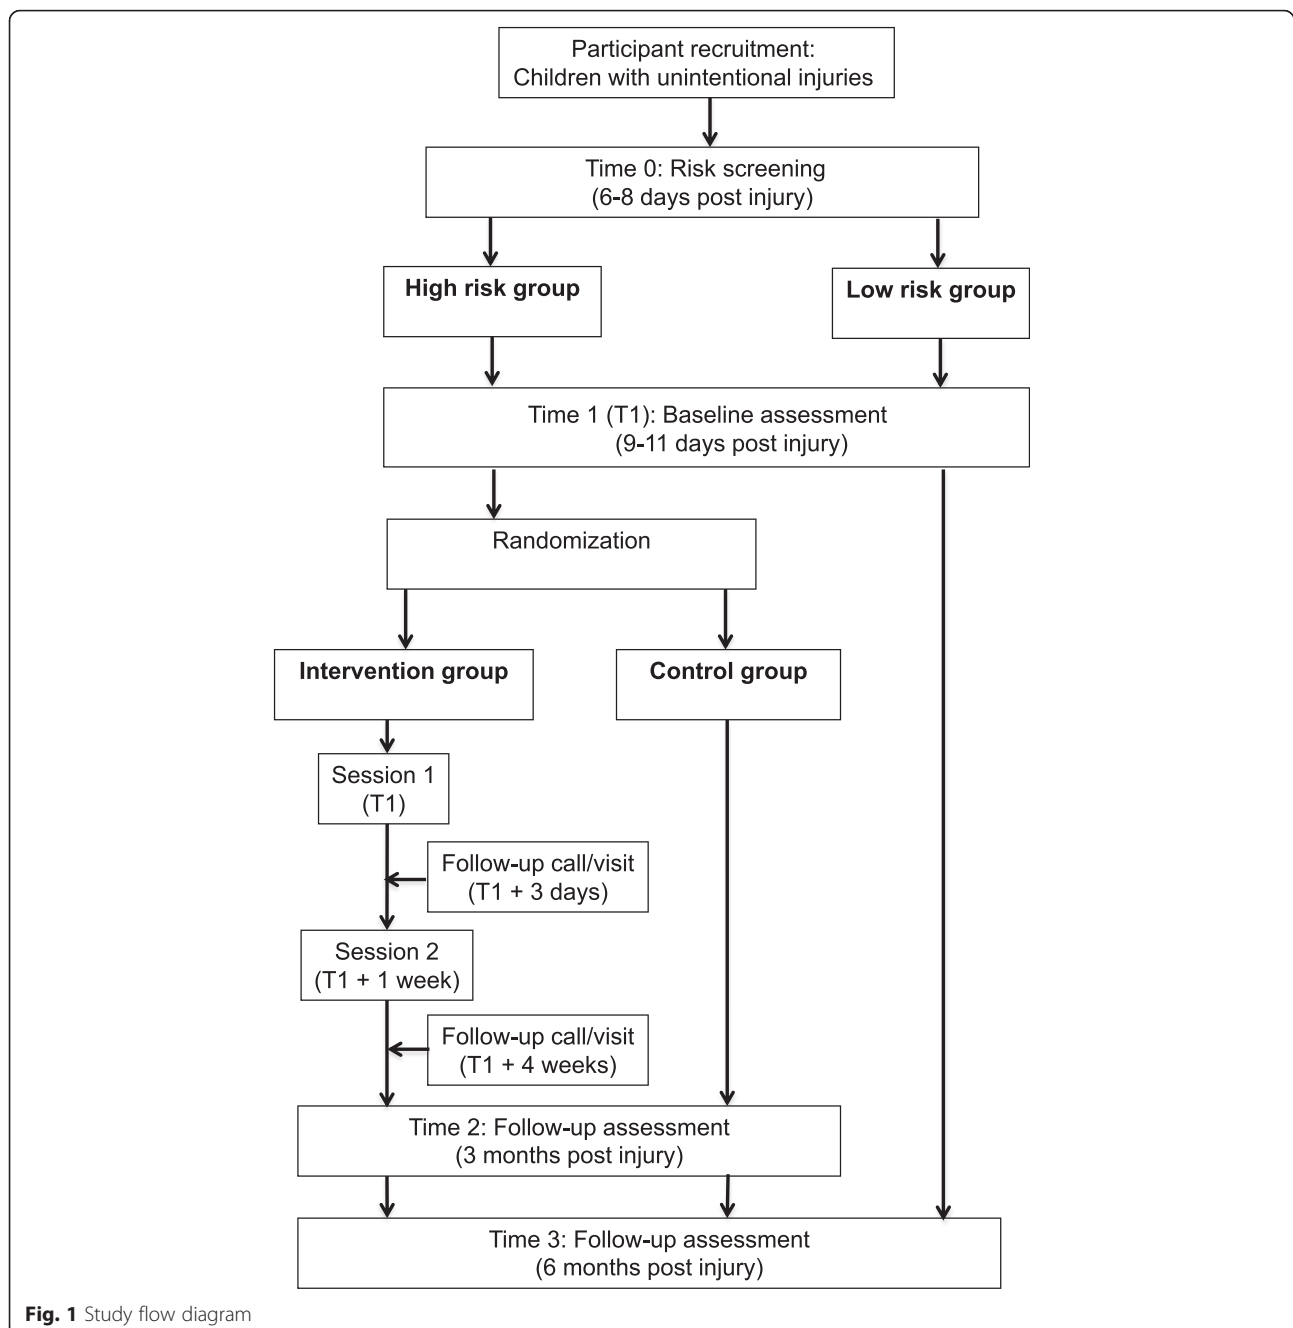 Participant recruitment:
Children with unintentional injuries
Time 0: Risk screening
(6-8 days post injury)
High risk group
Low risk group
Time 1 (T1): Baseline assessment
(9-11 days post injury)
Randomization
Intervention group
Control group
Session 1
(T1)
Follow-up call/visit
(T1 + 3 days)
Session 2
(T1 + 1 week)
Follow-up call/visit
(T1 + 4 weeks)
Time 2: Follow-up assessment
(3 months post injury)
Time 3: Follow-up assessment
(6 months post injury)
Fig. 1 Study flow diagram